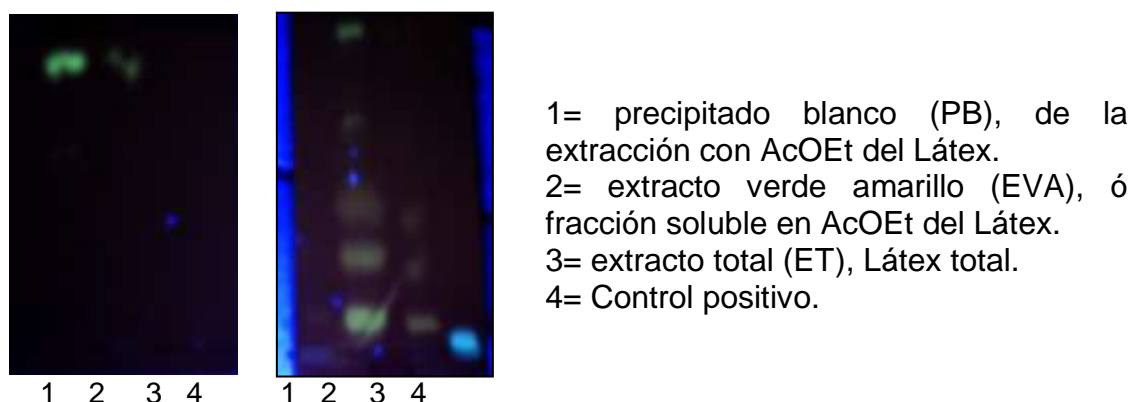 1= precipitado blanco (PB), de la
extracción con AcOEt del Látex.
2= extracto verde amarillo (EVA), ó
fracción soluble en AcOEt del Látex.
3= extracto total (ET), Látex total.
4= Control positivo.
1 2 3 4
1 2 3 4